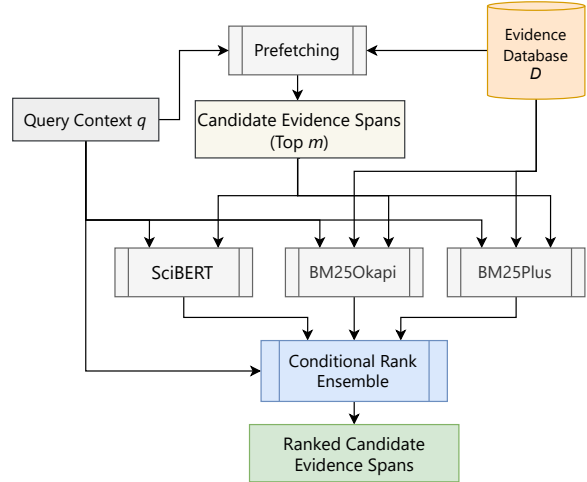 Prefetching
Evidence
Database
D
Query Context q
Candidate Evidence Spans
(Top m)
SciBERT
BM25Okapi
BM25Plus
Conditional Rank
Ensemble
Ranked Candidate
Evidence Spans